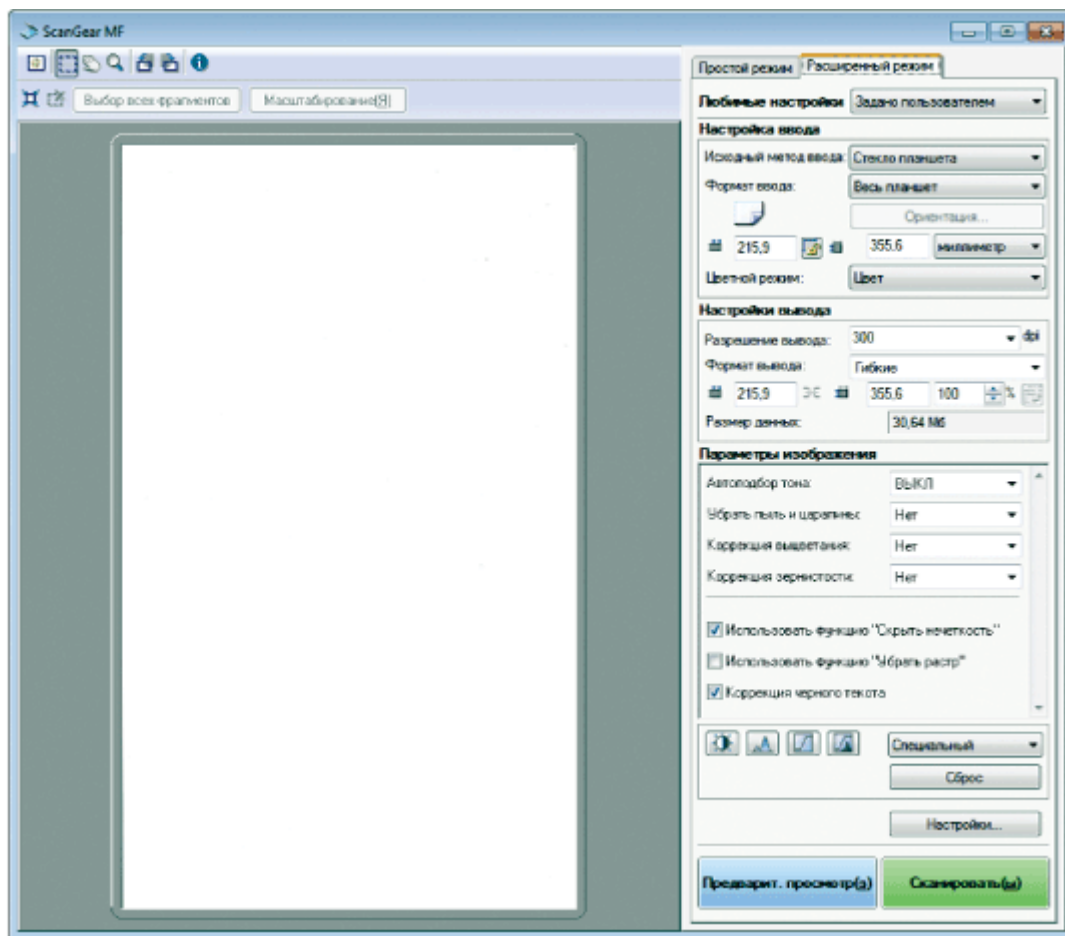 ScanGear MF
Простой режим Расширенный режим
Выбор всех фрагментов Масштабирование(Я)
Любимые настройки Задано пользователем
Настройка ввода
Исходный метод ввода: Стекло планшета
Формат ввода: Весь планшет
Ориентация...
215,9 355.6 миллиметр
Цветной режим: Цвет
Настройки вывода
Разрешение вывода: 300 dpi
Формат вывода: Гибкие
215,9 355.6 100 %
Размер данных: 30,64 Мб
Параметры изображения
Автоподбор тона: ВЫКЛ
Убрать пыль и царапины: Нет
Коррекция выцветания: Нет
Коррекция зернистости: Нет
Использовать функцию "Скрыть нечеткость"
Использовать функцию "Убрать растр"
Коррекция черного текста
Специальный
Сброс
Настройки...
Предварит. просмотр(з) Сканировать(ы)